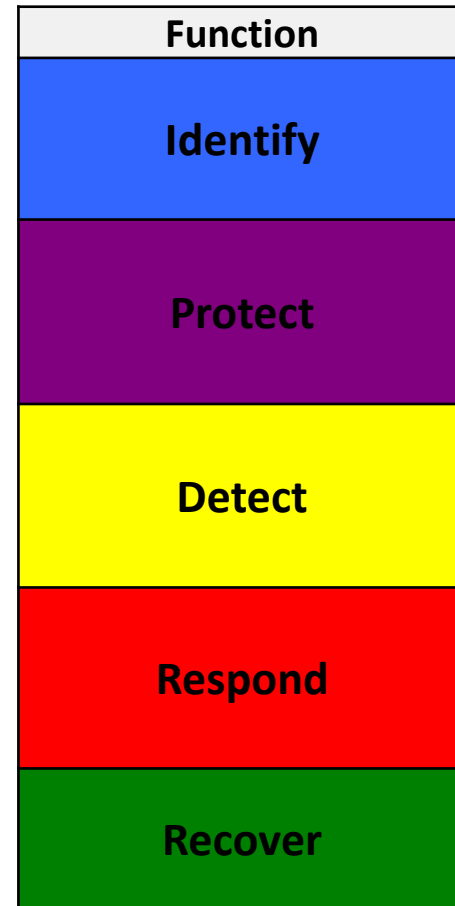 Function
Identify
Protect
Detect
Respond
Recover